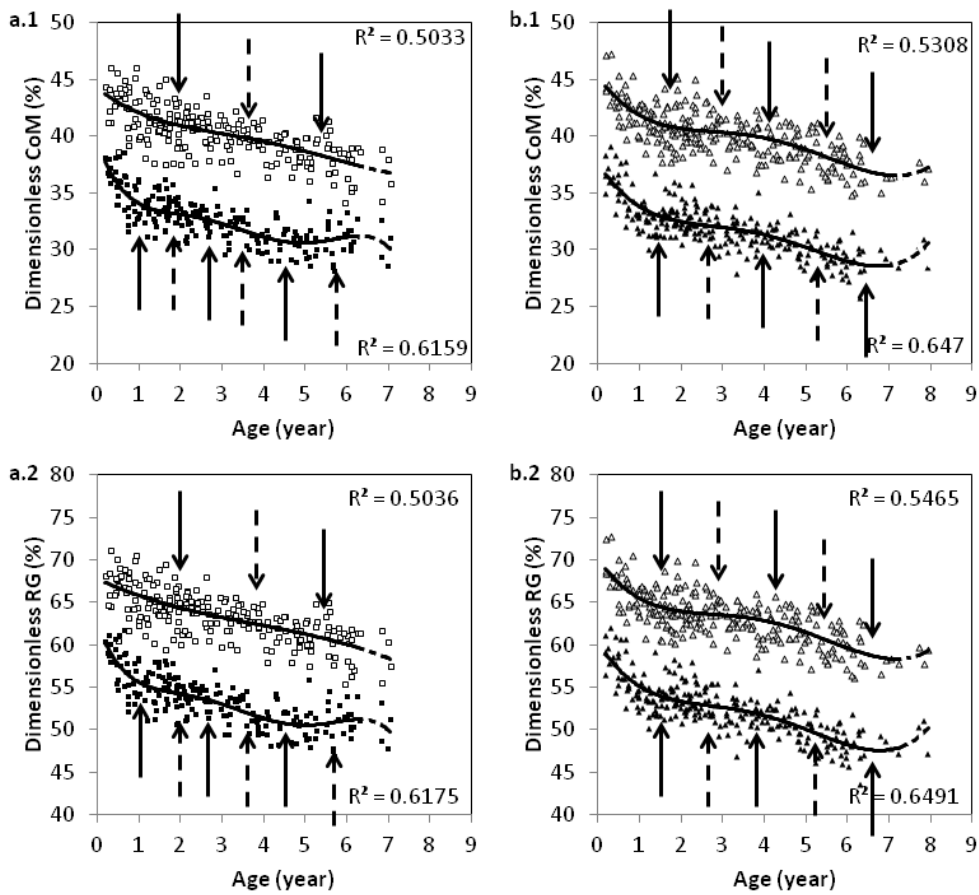 a.1
Dimensionless CoM (%)
50
45
40
35
30
25
20
R² = 0.5033
R² = 0.6159
0 1 2 3 4 5 6 7 8 9
Age (year)
b.1
Dimensionless CoM (%)
50
45
40
35
30
25
20
R² = 0.5308
R² = 0.647
0 1 2 3 4 5 6 7 8 9
Age (year)
a.2
Dimensionless RG (%)
80
75
70
65
60
55
50
45
40
R² = 0.5036
R² = 0.6175
0 1 2 3 4 5 6 7 8 9
Age (year)
b.2
Dimensionless RG (%)
80
75
70
65
60
55
50
45
40
R² = 0.5465
R² = 0.6491
0 1 2 3 4 5 6 7 8 9
Age (year)